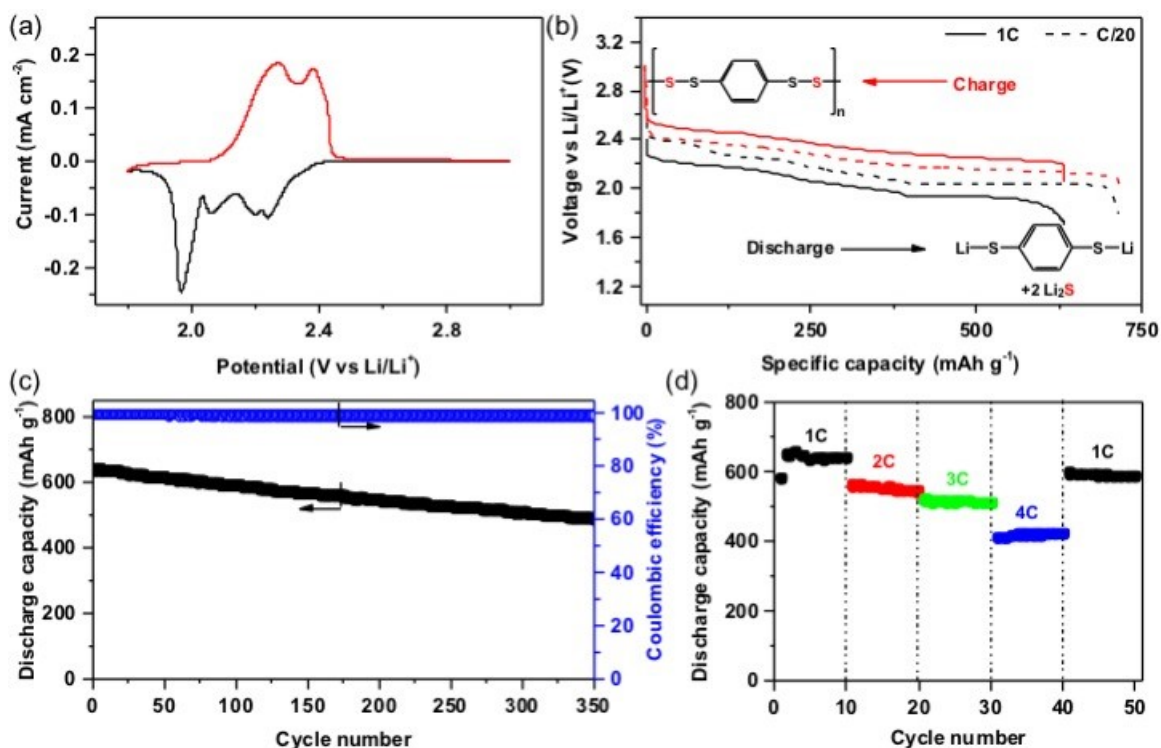 (a)
0.2
0.1
0.0
-0.1
-0.2
Current (mA cm⁻²)
2.0 2.4 2.8
Potential (V vs Li/Li⁺)
(b)
1C C/20
3.2
2.8
2.4
2.0
1.6
1.2
Voltage vs Li/Li⁺ (V)
S S S S
n
Charge
Discharge
Li S S Li
+2 Li₂S
0 250 500 750
Specific capacity (mAh g⁻¹)
(c)
800
600
400
200
0
Discharge capacity (mAh g⁻¹)
100
80
60
40
20
0
Coulombic efficiency (%)
0 50 100 150 200 250 300 350
Cycle number
(d)
800
600
400
200
0
Discharge capacity (mAh g⁻¹)
1C
2C
3C
4C
1C
0 10 20 30 40 50
Cycle number